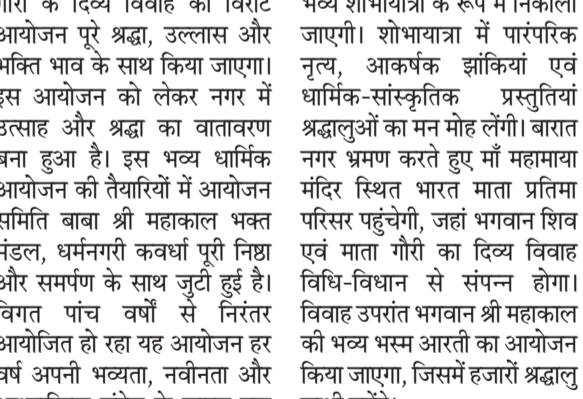 के दिव्य विवाह का विराट
आयोजन पूरे श्रद्धा, उल्लास और
भक्ति भाव के साथ किया जाएगा।
इस आयोजन को लेकर नगर में
उत्साह और श्रद्धा का वातावरण
बना हुआ है। इस भव्य धार्मिक
आयोजन की तैयारियों में आयोजन
समिति बाबा श्री महाकाल भक्त
मंडल, धर्मनगरी कवर्धा पूरी निष्ठा
और समर्पण के साथ जुटी हुई है।
विगत पांच वर्षों से निरंतर
आयोजित हो रहा यह आयोजन हर
वर्ष अपनी भव्यता, नवीनता और
भव्य शोभायात्रा के रूप में निकाली
जाएगी। शोभायात्रा में पारंपरिक
नृत्य, आकर्षक झांकियां एवं
धार्मिक-सांस्कृतिक प्रस्तुतियां
श्रद्धालुओं का मन मोह लेंगी। बारात
नगर भ्रमण करते हुए माँ महामाया
मंदिर स्थित भारत माता प्रतिमा
परिसर पहुंचेगी, जहां भगवान शिव
एवं माता गौरी का दिव्य विवाह
विधि-विधान से संपन्न होगा।
विवाह उपरांत भगवान श्री महाकाल
की भव्य भस्म आरती का आयोजन
किया जाएगा, जिसमें हजारों श्रद्धालु